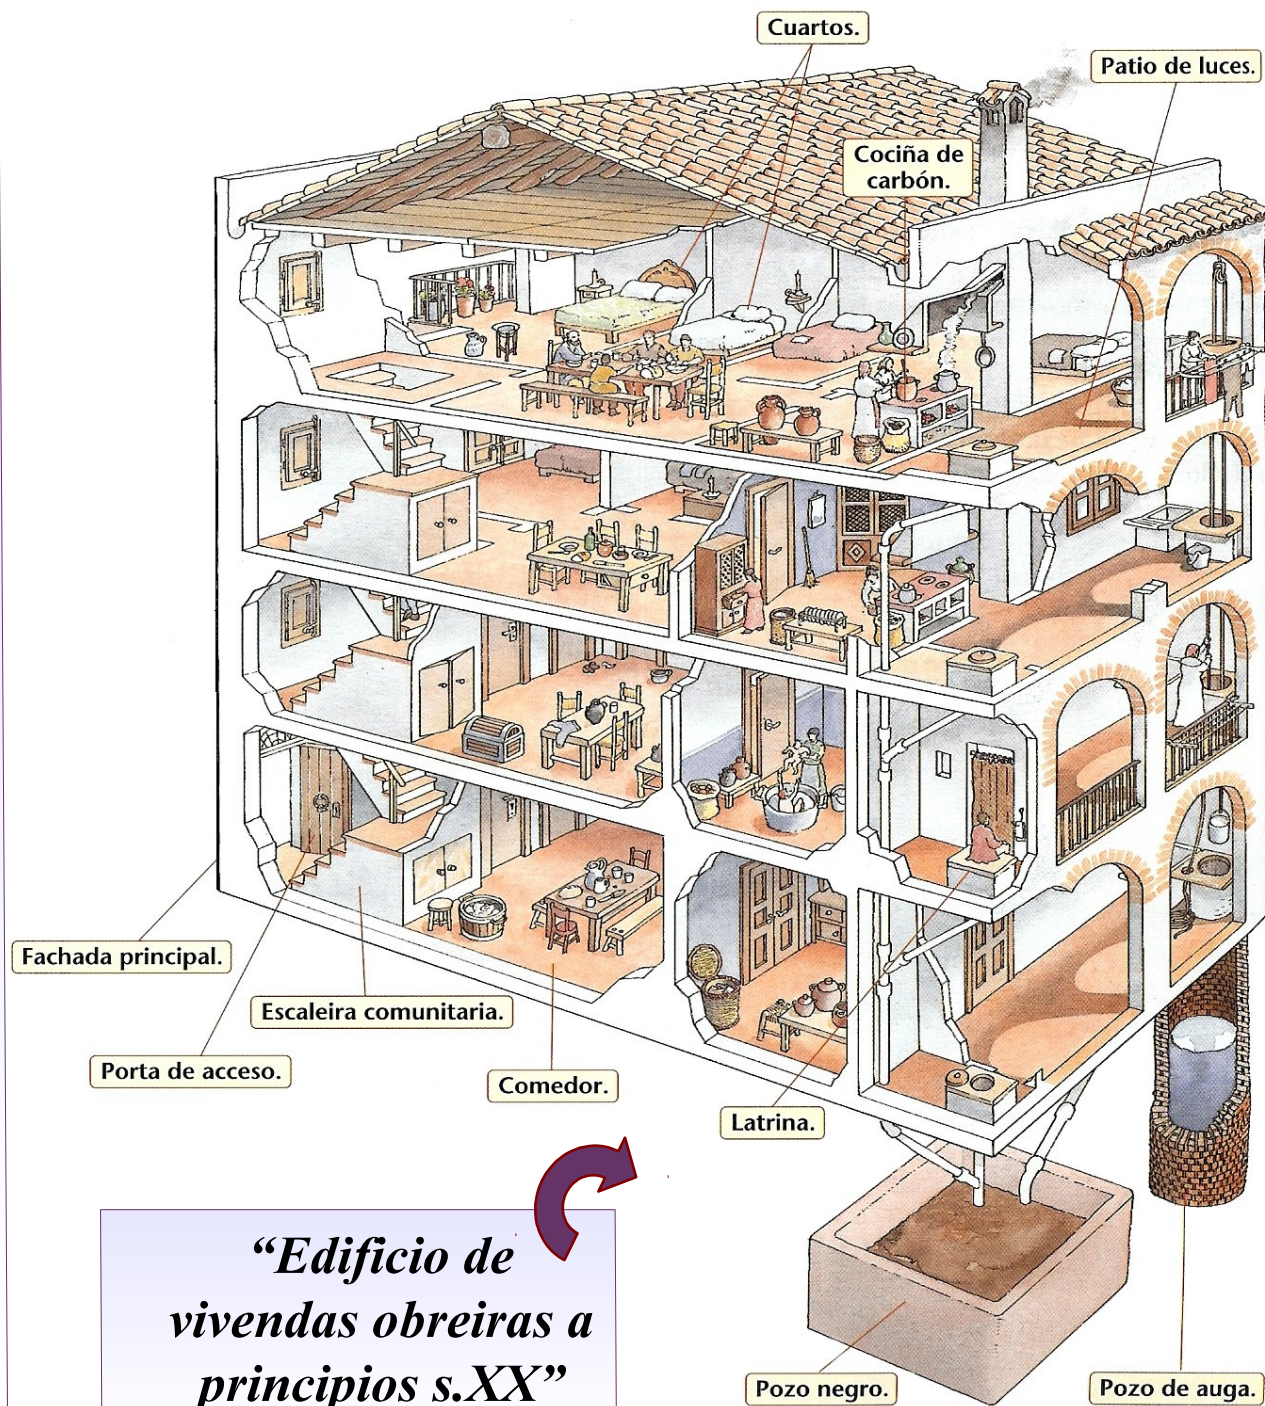 Cuartos.
Patio de luces.
Cociña de
carbón.
Fachada principal.
Escaleira comunitaria.
Porta de acceso.
Comedor.
Latrina.
“Edificio de
vivendas obreiras a
principios s.XX”
Pozo negro.
Pozo de auga.